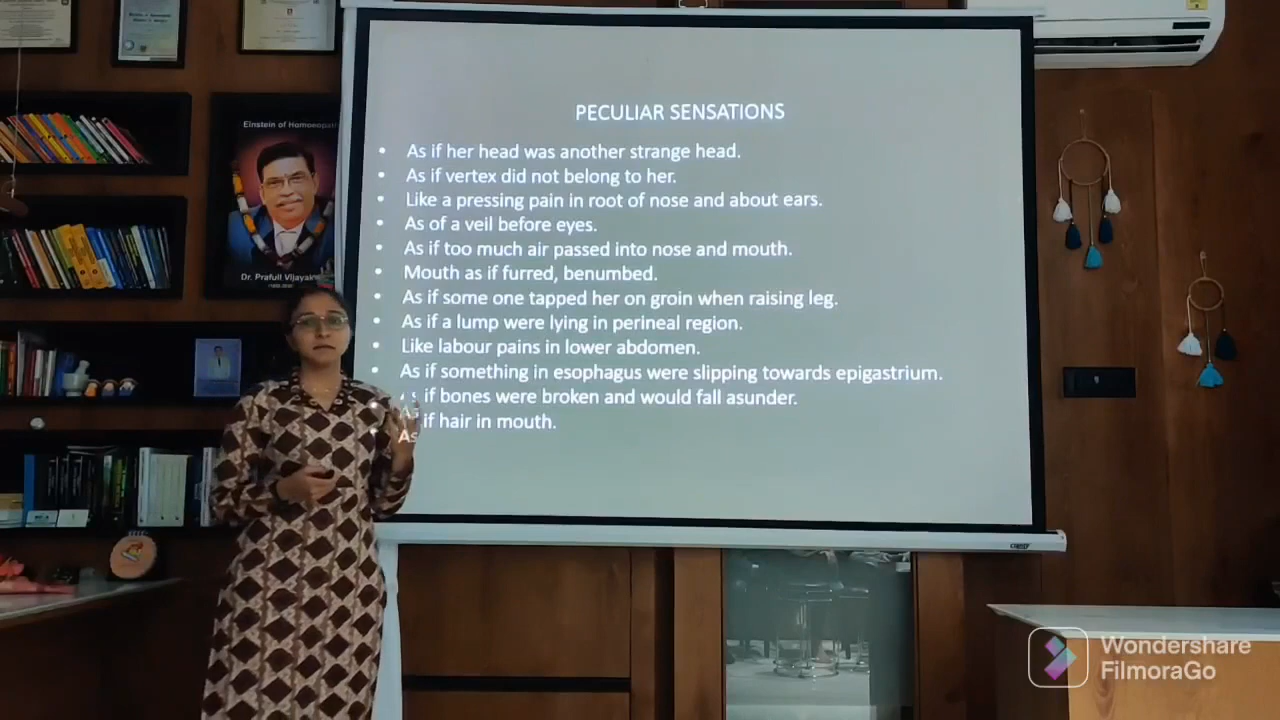 Einstein of Homoeopat
Dr. Prafull Vijayak
PECULIAR SENSATIONS
• As if her head was another strange head.
• As if vertex did not belong to her.
• Like a pressing pain in root of nose and about ears.
• As of a veil before eyes.
• As if too much air passed into nose and mouth.
• Mouth as if furred, benumbed.
• As if some one tapped her on groin when raising leg.
• As if a lump were lying in perineal region.
• Like labour pains in lower abdomen.
• As if something in esophagus were slipping towards epigastrium.
As if bones were broken and would fall asunder.
As if hair in mouth.
Wondershare
FilmoraGo